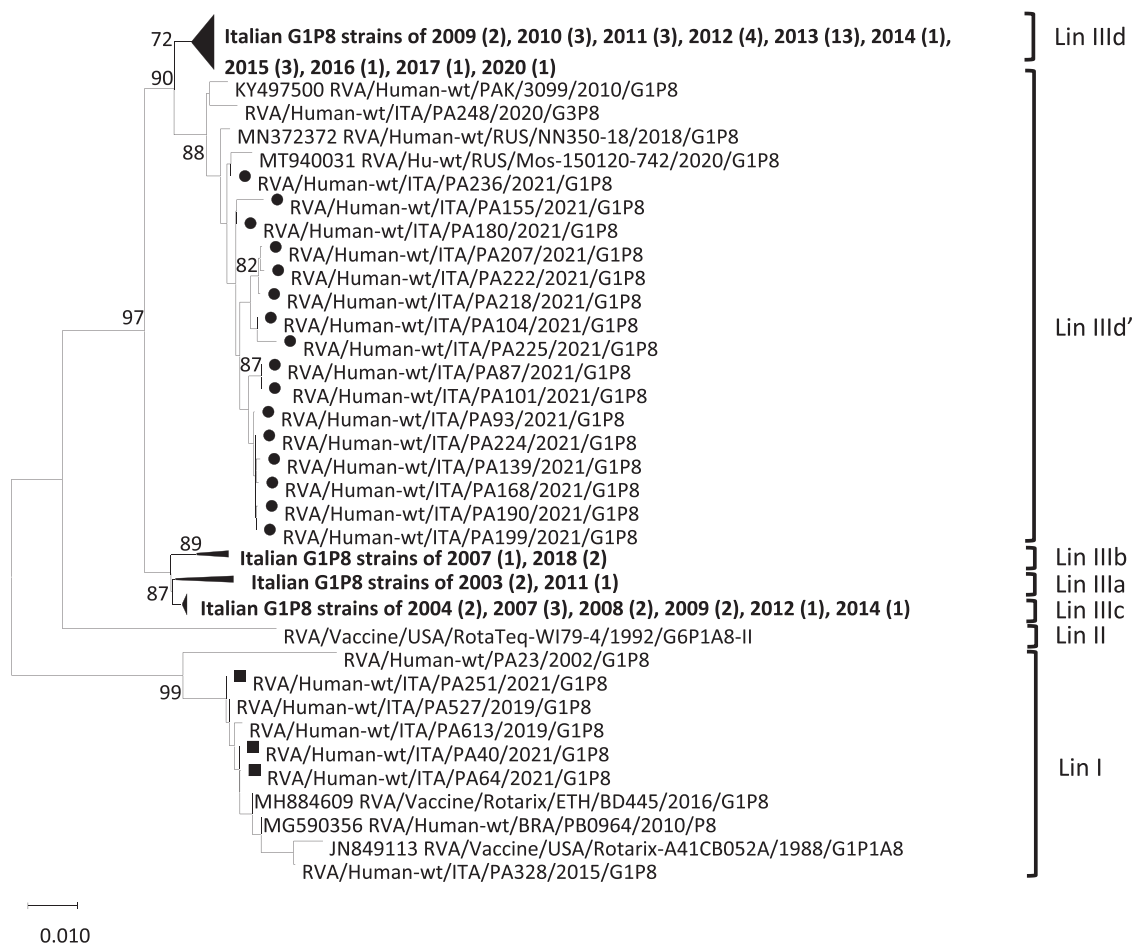 72
Italian G1P8 strains of 2009 (2), 2010 (3), 2011 (3), 2012 (4), 2013 (13), 2014 (1),
2015 (3), 2016 (1), 2017 (1), 2020 (1)
Lin IIId
90
KY497500 RVA/Human-wt/PAK/3099/2010/G1P8
RVA/Human-wt/ITA/PA248/2020/G3P8
MN372372 RVA/Human-wt/RUS/NN350-18/2018/G1P8
88
MT940031 RVA/Hu-wt/RUS/Mos-150120-742/2020/G1P8
RVA/Human-wt/ITA/PA236/2021/G1P8
RVA/Human-wt/ITA/PA155/2021/G1P8
RVA/Human-wt/ITA/PA180/2021/G1P8
RVA/Human-wt/ITA/PA207/2021/G1P8
82
RVA/Human-wt/ITA/PA222/2021/G1P8
RVA/Human-wt/ITA/PA218/2021/G1P8
97
RVA/Human-wt/ITA/PA104/2021/G1P8
Lin IIId’
RVA/Human-wt/ITA/PA225/2021/G1P8
87
RVA/Human-wt/ITA/PA87/2021/G1P8
RVA/Human-wt/ITA/PA101/2021/G1P8
RVA/Human-wt/ITA/PA93/2021/G1P8
RVA/Human-wt/ITA/PA224/2021/G1P8
RVA/Human-wt/ITA/PA139/2021/G1P8
RVA/Human-wt/ITA/PA168/2021/G1P8
RVA/Human-wt/ITA/PA190/2021/G1P8
RVA/Human-wt/ITA/PA199/2021/G1P8
89
Italian G1P8 strains of 2007 (1), 2018 (2)
Lin IIIb
Italian G1P8 strains of 2003 (2), 2011 (1)
Lin IIIa
87
Italian G1P8 strains of 2004 (2), 2007 (3), 2008 (2), 2009 (2), 2012 (1), 2014 (1)
Lin IIIc
RVA/Vaccine/USA/RotaTeq-WI79-4/1992/G6P1A8-II
Lin II
RVA/Human-wt/PA23/2002/G1P8
99
RVA/Human-wt/ITA/PA251/2021/G1P8
RVA/Human-wt/ITA/PA527/2019/G1P8
RVA/Human-wt/ITA/PA613/2019/G1P8
RVA/Human-wt/ITA/PA40/2021/G1P8
Lin I
RVA/Human-wt/ITA/PA64/2021/G1P8
MH884609 RVA/Vaccine/Rotarix/ETH/BD445/2016/G1P8
MG590356 RVA/Human-wt/BRA/PB0964/2010/P8
JN849113 RVA/Vaccine/USA/Rotarix-A41CB052A/1988/G1P1A8
RVA/Human-wt/ITA/PA328/2015/G1P8
0.010